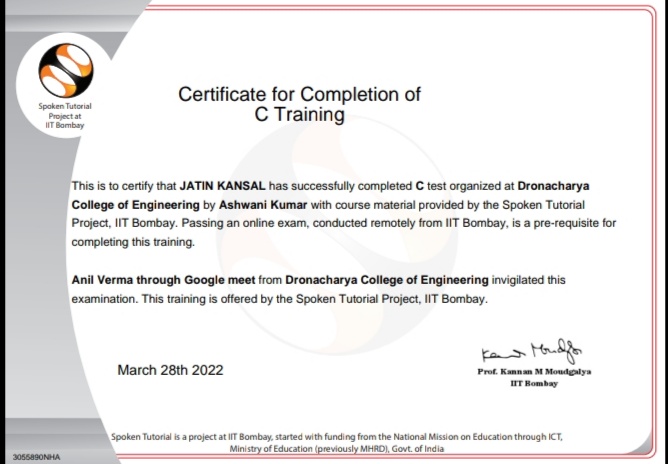 Spoken Tutorial
Project at
IIT Bombay
Certificate for Completion of
C Training
This is to certify that JATIN KANSAL has successfully completed C test organized at Dronacharya
College of Engineering by Ashwani Kumar with course material provided by the Spoken Tutorial
Project, IIT Bombay. Passing an online exam, conducted remotely from IIT Bombay, is a pre-requisite for
completing this training.
Anil Verma through Google meet from Dronacharya College of Engineering invigilated this
examination. This training is offered by the Spoken Tutorial Project, IIT Bombay.
March 28th 2022
Prof. Kannan M Moudgalya
IIT Bombay
Spoken Tutorial is a project at IIT Bombay, started with funding from the National Mission on Education through ICT,
Ministry of Education (previously MHRD), Govt. of India
3055890NHA